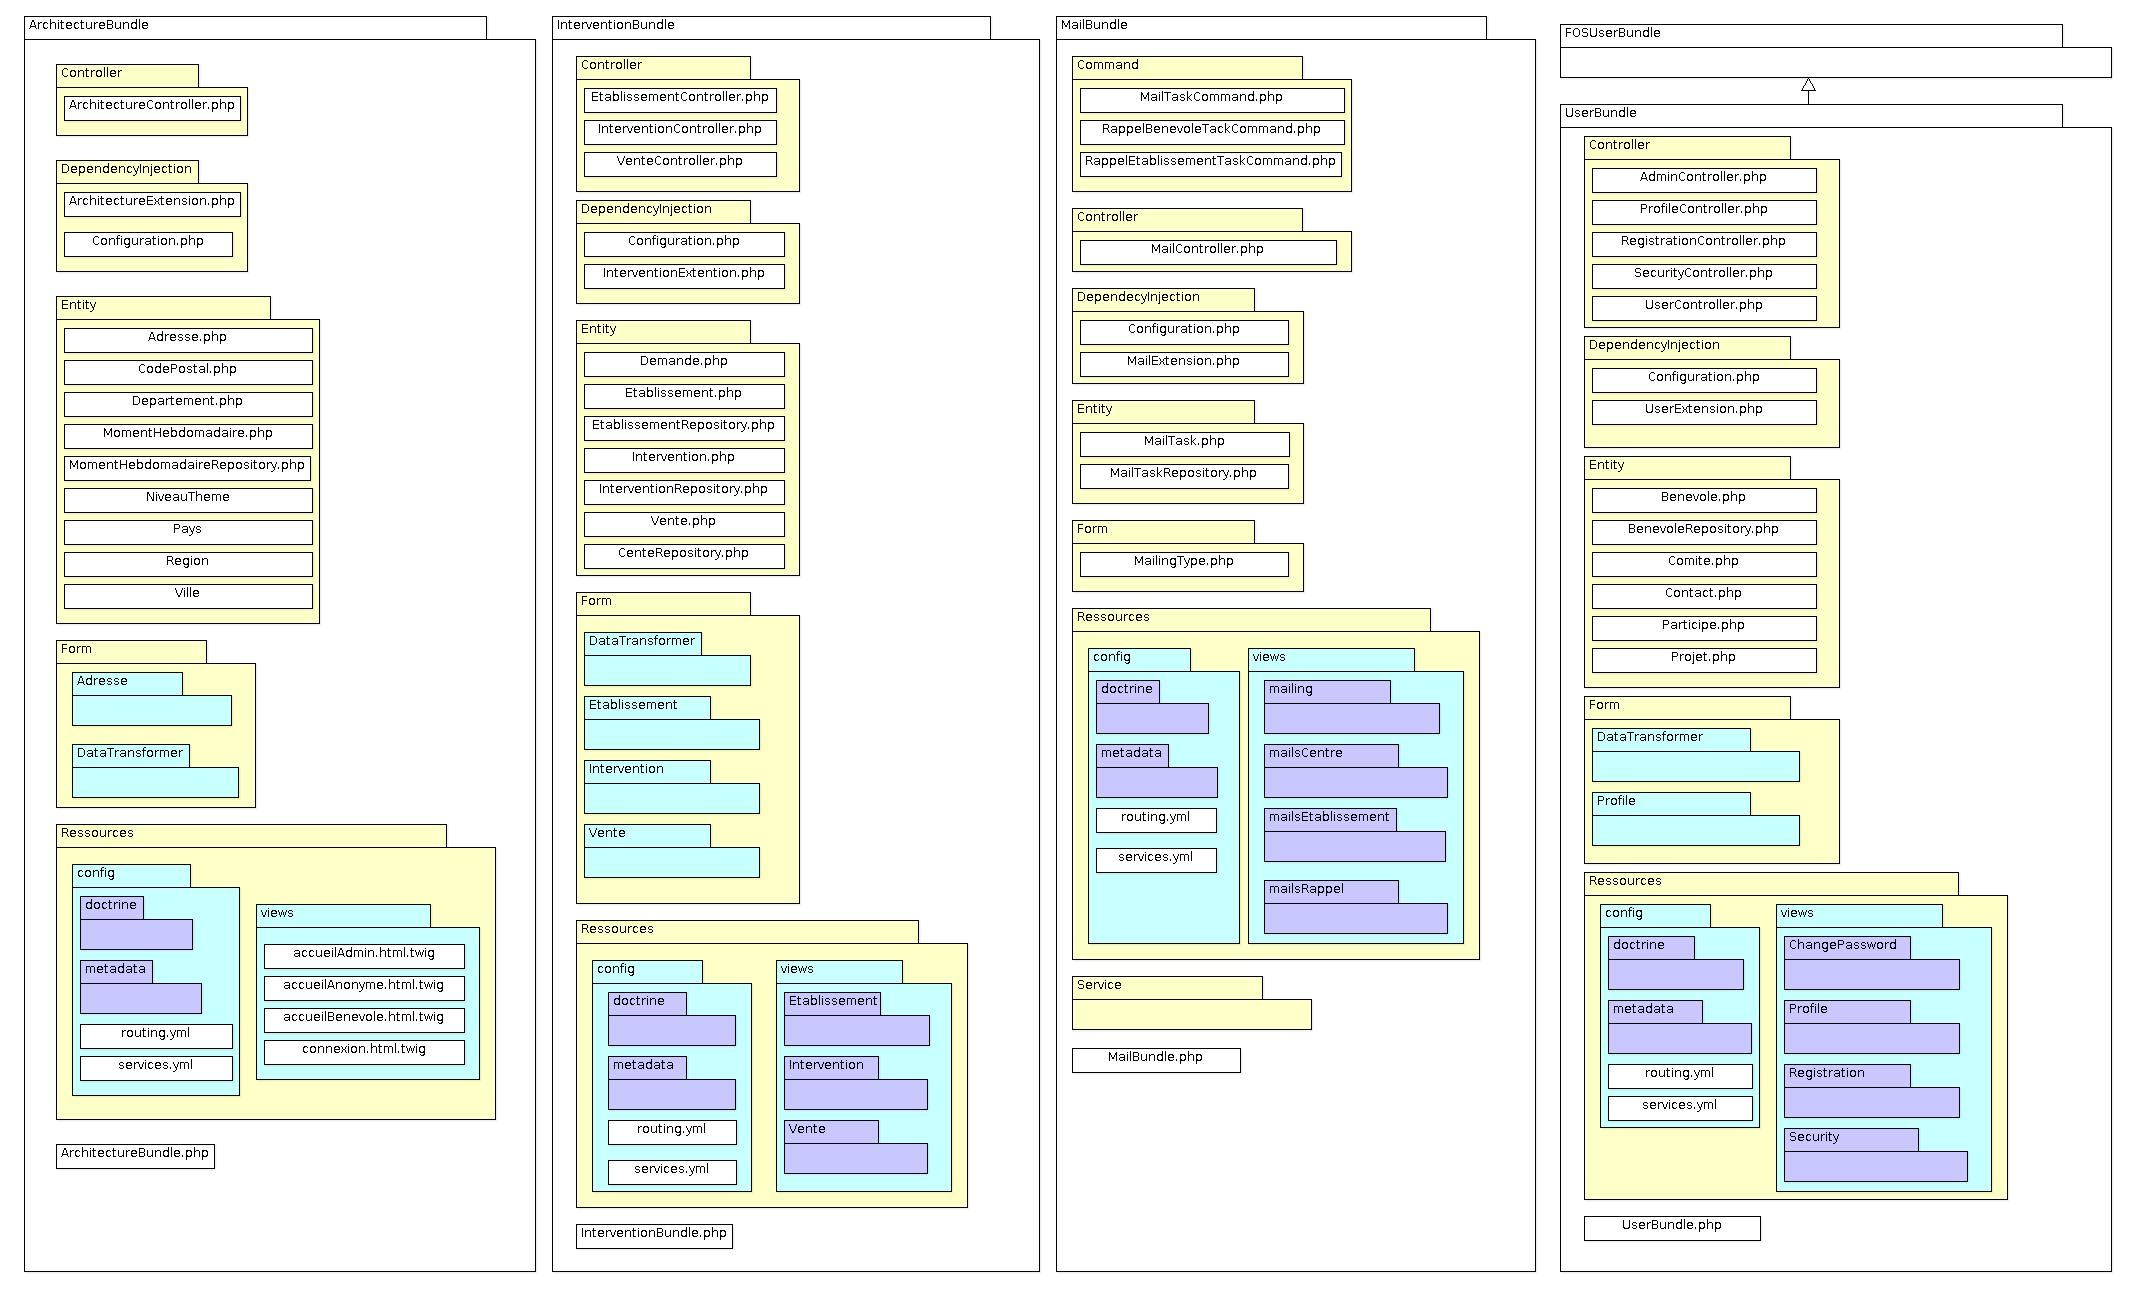 ArchitectureBundle
Controller
ArchitectureController.php
DependencyInjection
ArchitectureExtension.php
Configuration.php
Entity
Adresse.php
CodePostal.php
Departement.php
MomentHebdomadaire.php
MomentHebdomadaireRepository.php
NiveauTheme
Pays
Region
Ville
Form
Adresse
DataTransformer
Ressources
config
doctrine
metadata
routing.yml
services.yml
views
accueilAdmin.html.twig
accueilAnonyme.html.twig
accueilBenevole.html.twig
connexion.html.twig
ArchitectureBundle.php
InterventionBundle
Controller
EtablissementController.php
InterventionController.php
VenteController.php
DependencyInjection
Configuration.php
InterventionExtention.php
Entity
Demande.php
Etablissement.php
EtablissementRepository.php
Intervention.php
InterventionRepository.php
Vente.php
CenteRepository.php
Form
DataTransformer
Etablissement
Intervention
Vente
Ressources
config
doctrine
metadata
routing.yml
services.yml
views
Etablissement
Intervention
Vente
InterventionBundle.php
MailBundle
Command
MailTaskCommand.php
RappelBenevoleTackCommand.php
RappelEtablissementTaskCommand.php
Controller
MailController.php
DependecyInjection
Configuration.php
MailExtension.php
Entity
MailTask.php
MailTaskRepository.php
Form
MailingType.php
Ressources
config
doctrine
metadata
routing.yml
services.yml
views
mailing
mailsCentre
mailsEtablissement
mailsRappel
Service
MailBundle.php
FOSUserBundle
UserBundle
Controller
AdminController.php
ProfileController.php
RegistrationController.php
SecurityController.php
UserController.php
DependencyInjection
Configuration.php
UserExtension.php
Entity
Benevole.php
BenevoleRepository.php
Comite.php
Contact.php
Participe.php
Projet.php
Form
DataTransformer
Profile
Ressources
config
doctrine
metadata
routing.yml
services.yml
views
ChangePassword
Profile
Registration
Security
UserBundle.php